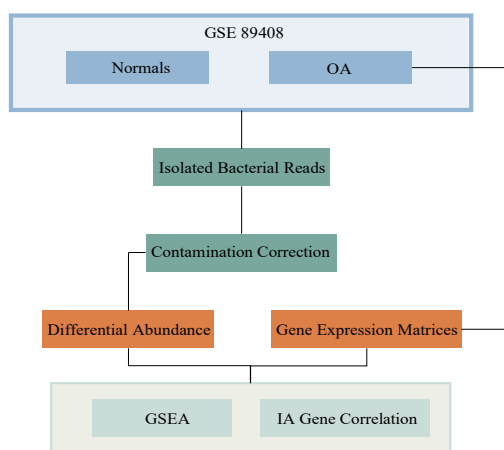 GSE 89408
Normals
OA
Isolated Bacterial Reads
Contamination Correction
Differential Abundance
Gene Expression Matrices
GSEA
IA Gene Correlation